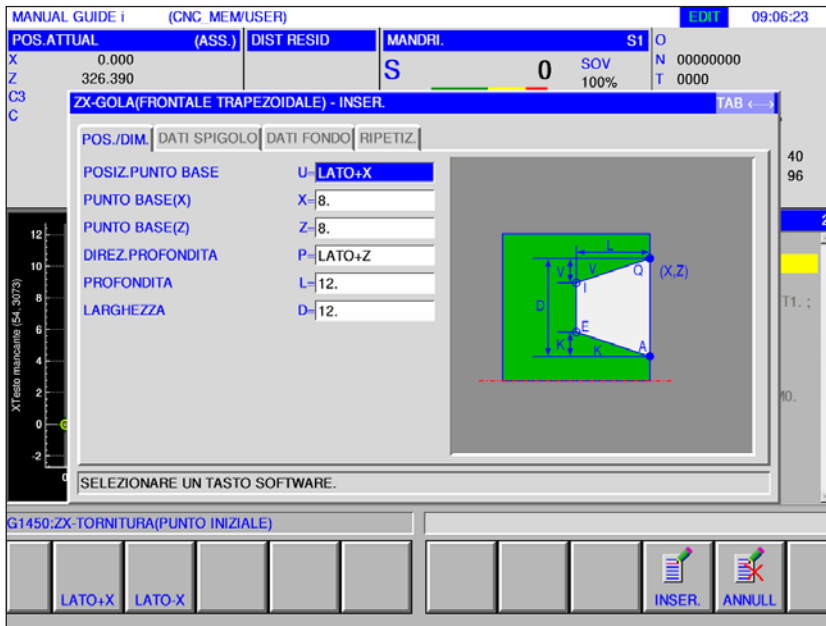 MANUAL GUIDE i (CNC_MEM/USER) EDIT 09:06:23
POS.ATTUAL (ASS.) DIST RESID MANDRI. S1 O
X 0.000 S 0 SOV N 00000000
Z 326.390 100% T 0000
C3
C
ZX-GOLA(FRONTALE TRAPEZOIDALE) - INSER. TAB ←→
POS./DIM. DATI SPIGOLO DATI FONDO RIPETIZ.
POSIZ.PUNTO BASE U=LATO+X
PUNTO BASE(X) X=8.
PUNTO BASE(Z) Z=8.
DIREZ.PROFONDITA P=LATO+Z
PROFONDITA L=12.
LARGHEZZA D=12.
L
V V Q (X,Z)
I
D
E
K K A
40
96
2
T1. ;
M0.
XTesto mancante (54, 3073)
12
10
8
6
4
2
0
-2
0
SELEZIONARE UN TASTO SOFTWARE.
G1450:ZX-TORNITURA(PUNTO INIZIALE)
LATO+X LATO-X INSER. ANNULL